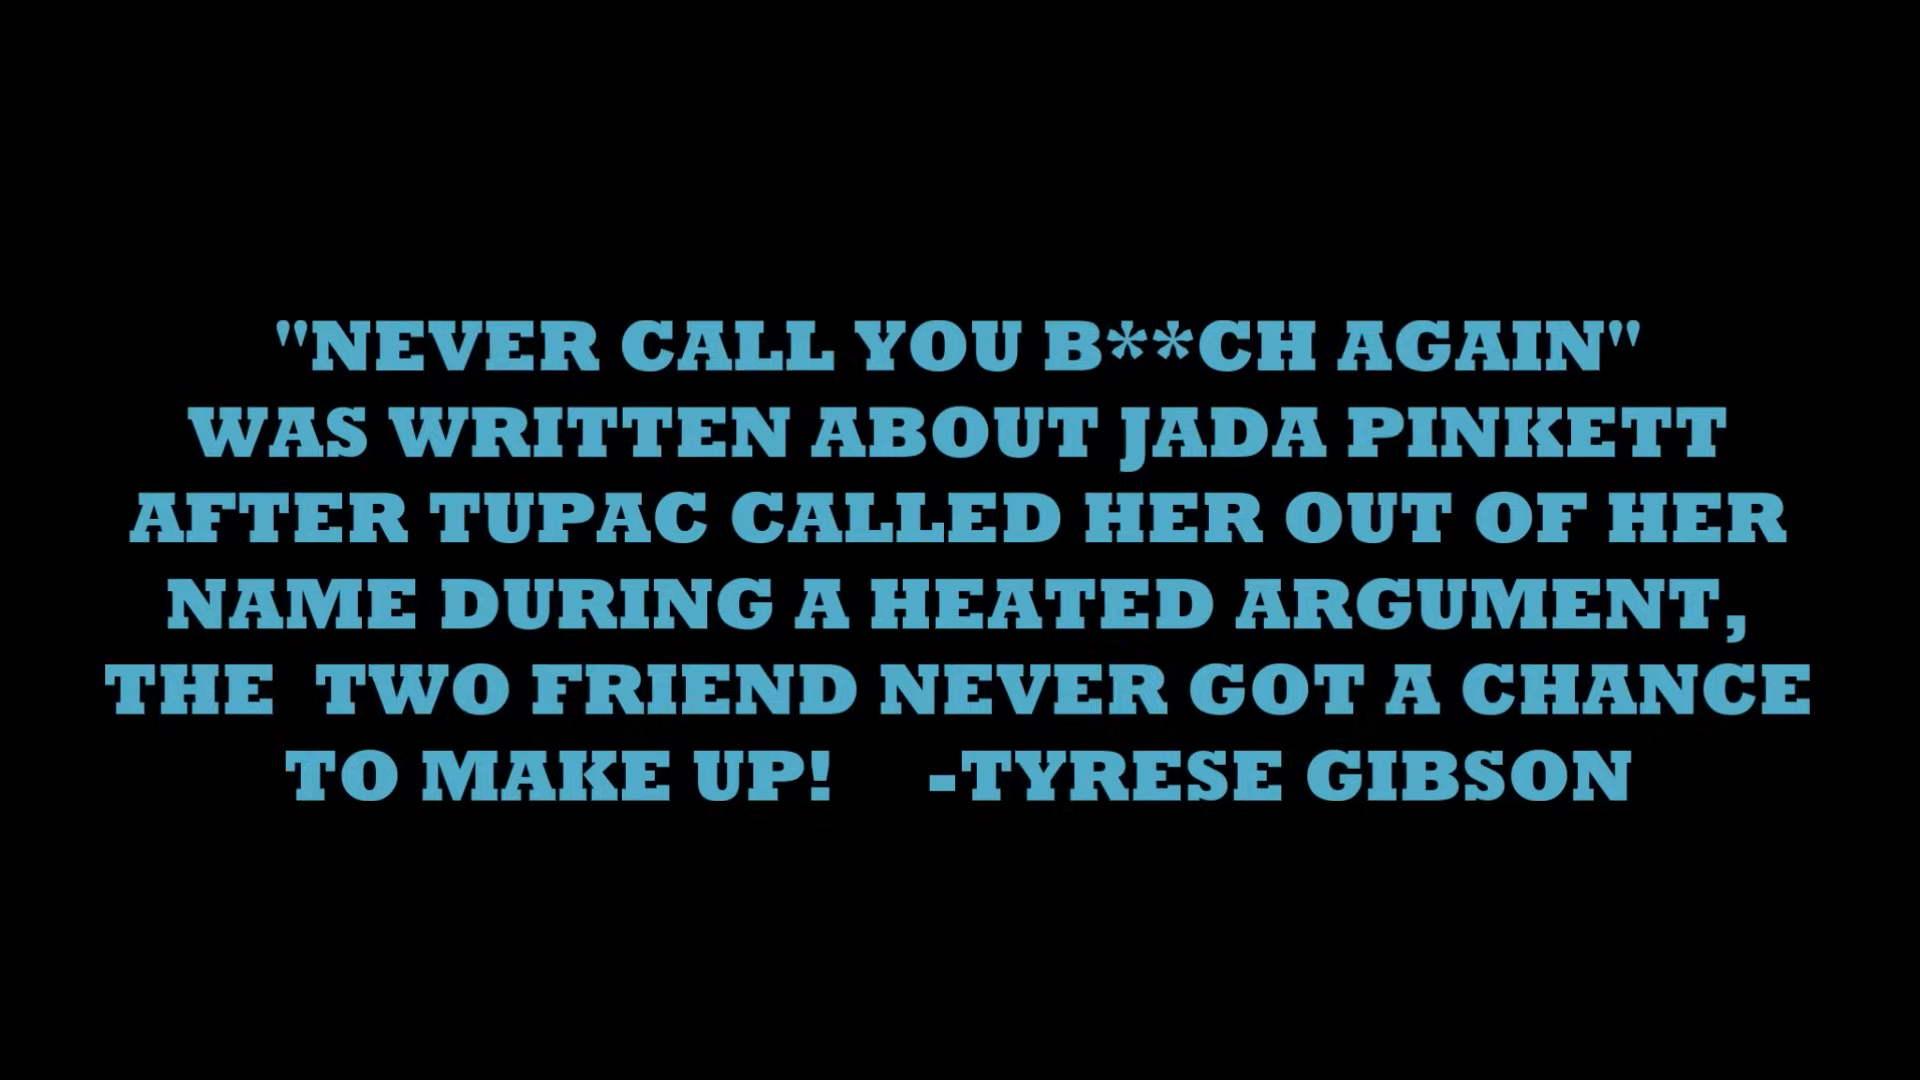 "NEVER CALL YOU B**CH AGAIN"
WAS WRITTEN ABOUT JADA PINKETT
AFTER TUPAC CALLED HER OUT OF HER
NAME DURING A HEATED ARGUMENT,
THE  TWO FRIEND NEVER GOT A CHANCE
TO MAKE UP!    -TYRESE GIBSON